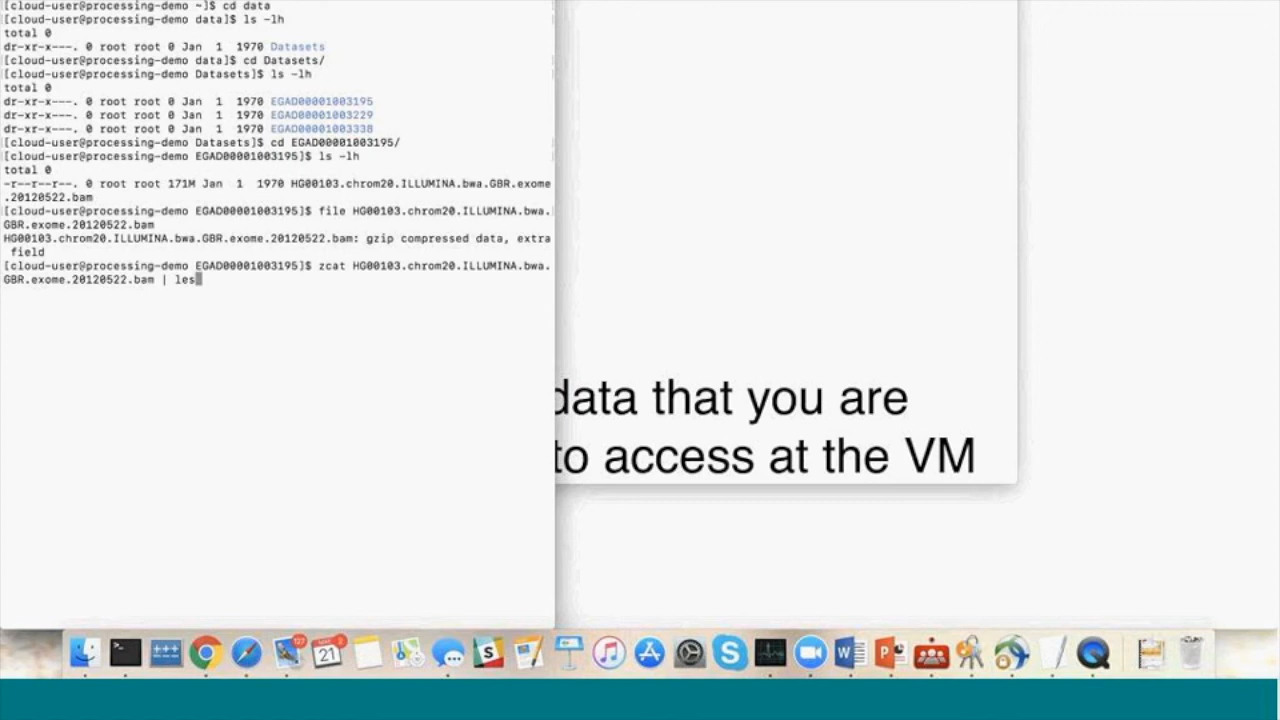 [cloud-user@processing-demo ~]$ cd data
[cloud-user@processing-demo data]$ ls -lh
total 0
dr-xr-x---. 0 root root 0 Jan  1  1970 Datasets
[cloud-user@processing-demo data]$ cd Datasets/
[cloud-user@processing-demo Datasets]$ ls -lh
total 0
dr-xr-x---. 0 root root 0 Jan  1  1970 EGAD00001003195
dr-xr-x---. 0 root root 0 Jan  1  1970 EGAD00001003229
dr-xr-x---. 0 root root 0 Jan  1  1970 EGAD00001003338
[cloud-user@processing-demo Datasets]$ cd EGAD00001003195/
[cloud-user@processing-demo EGAD00001003195]$ ls -lh
total 0
-r--r--r--. 0 root root 171M Jan  1  1970 HG00103.chrom20.ILLUMINA.bwa.GBR.exome
.20120522.bam
[cloud-user@processing-demo EGAD00001003195]$ file HG00103.chrom20.ILLUMINA.bwa.
GBR.exome.20120522.bam
HG00103.chrom20.ILLUMINA.bwa.GBR.exome.20120522.bam: gzip compressed data, extra
field
[cloud-user@processing-demo EGAD00001003195]$ zcat HG00103.chrom20.ILLUMINA.bwa.
GBR.exome.20120522.bam | les
data that you are
to access at the VM
127
21
2
S
W
P